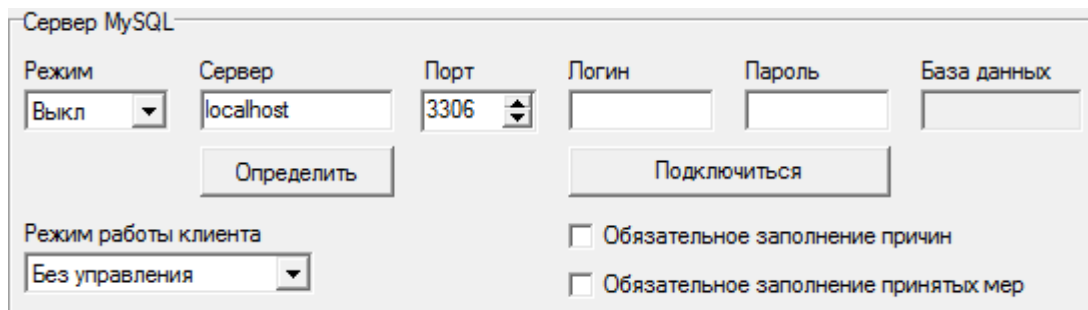 Сервер MySQL
Режим Сервер Порт Логин Пароль База данных
Выкл localhost 3306
Определить Подключиться
Режим работы клиента
Обязательное заполнение причин
Без управления
Обязательное заполнение принятых мер